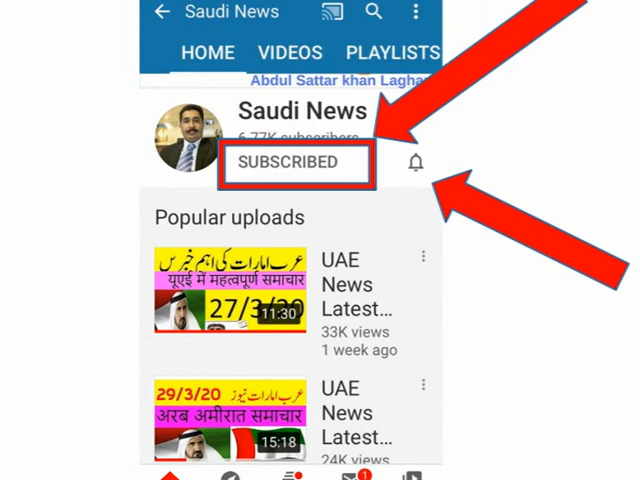 Saudi News
HOME VIDEOS PLAYLISTS
Abdul Sattar khan Lagha
Saudi News
6.77K subscribers
SUBSCRIBED
Popular uploads
عرب امارات کی اہم خبریں
यूएई में महत्वपूर्ण समाचार
27/3/20
11:30
UAE
News
Latest...
33K views
1 week ago
29/3/20 عرب امارات نیوز
अरब अमीरात समाचार
15:18
UAE
News
Latest...
24K views
1